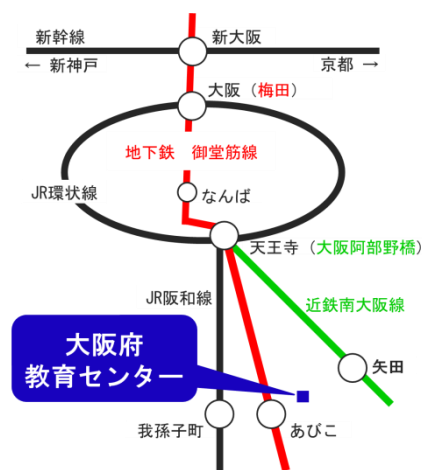 新幹線
新大阪
← 新神戸
京都 →
大阪（梅田）
地下鉄　御堂筋線
JR環状線
なんば
天王寺（大阪阿部野橋）
JR阪和線
近鉄南大阪線
大阪府
教育センター
矢田
我孫子町
あびこ